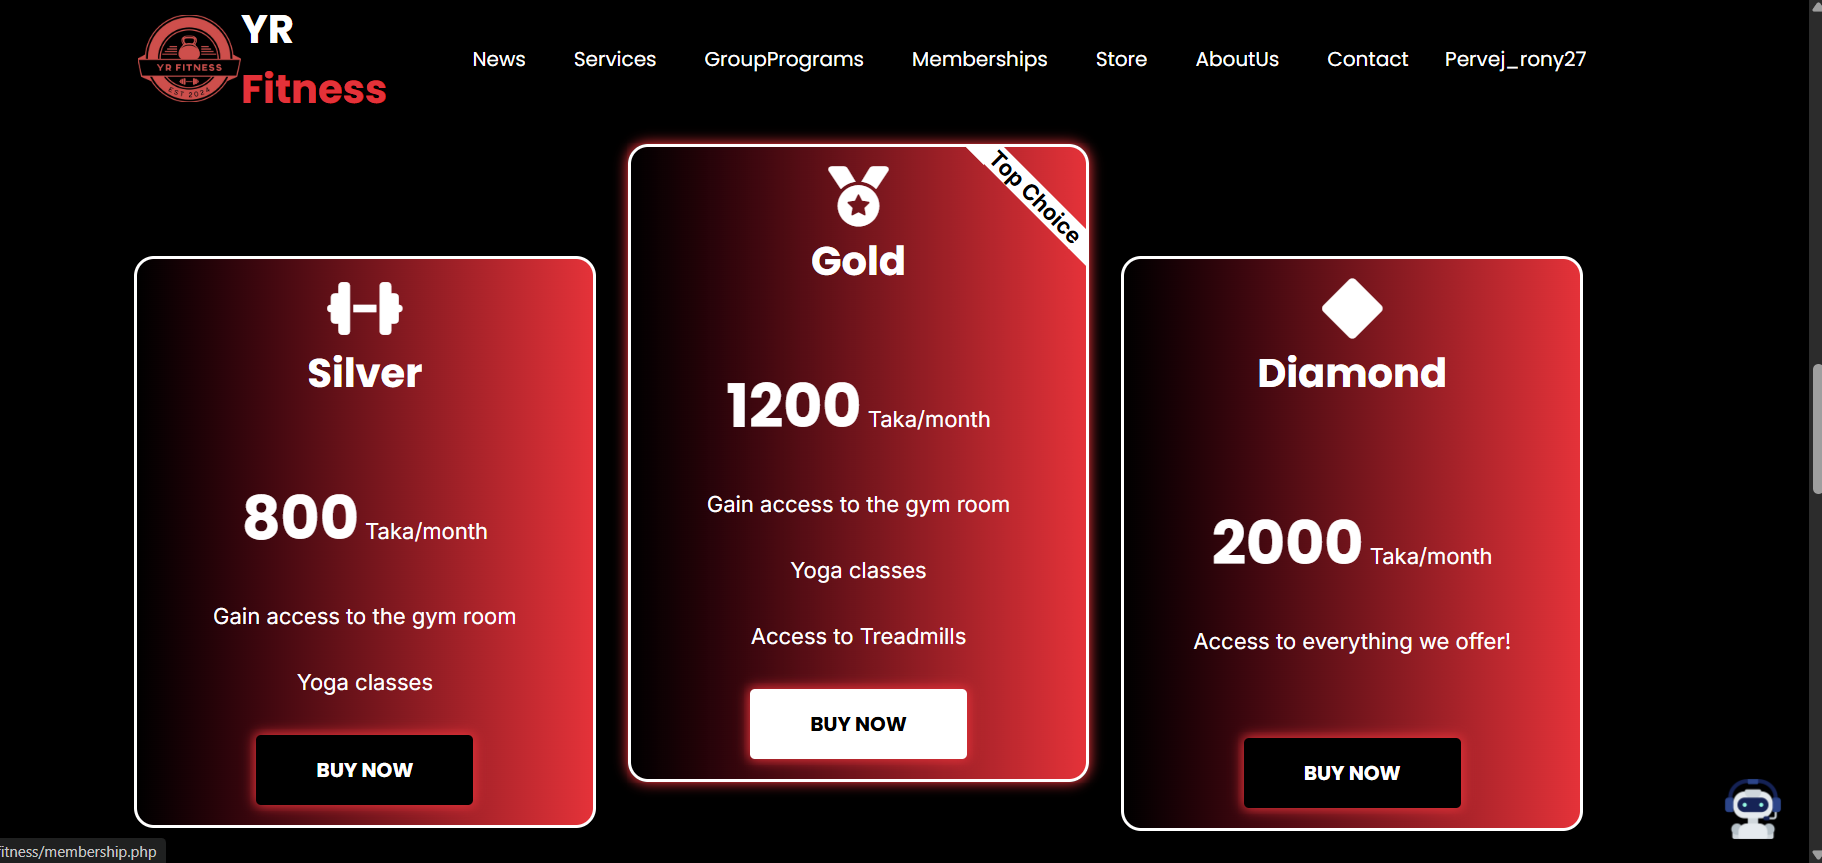 YR FITNESS
EST 2024
YR
Fitness
News Services GroupPrograms Memberships Store AboutUs Contact Pervej_rony27
Silver
800 Taka/month
Gain access to the gym room
Yoga classes
BUY NOW
Top Choice
Gold
1200 Taka/month
Gain access to the gym room
Yoga classes
Access to Treadmills
BUY NOW
Diamond
2000 Taka/month
Access to everything we offer!
BUY NOW
itness/membership.php